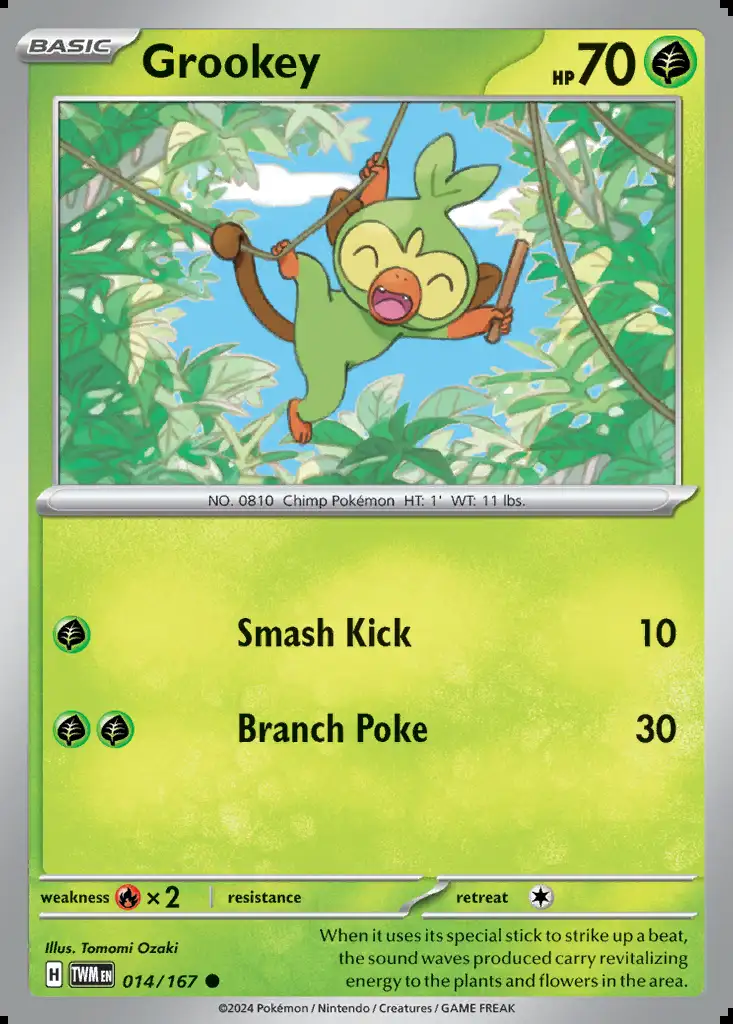 BASIC
Grookey
HP 70
NO. 0810 Chimp Pokémon HT: 1' WT: 11 lbs.
Smash Kick 10
Branch Poke 30
weakness ×2 resistance retreat
Illus. Tomomi Ozaki
When it uses its special stick to strike up a beat,
the sound waves produced carry revitalizing
energy to the plants and flowers in the area.
H TWM EN 014/167
©2024 Pokémon / Nintendo / Creatures / GAME FREAK